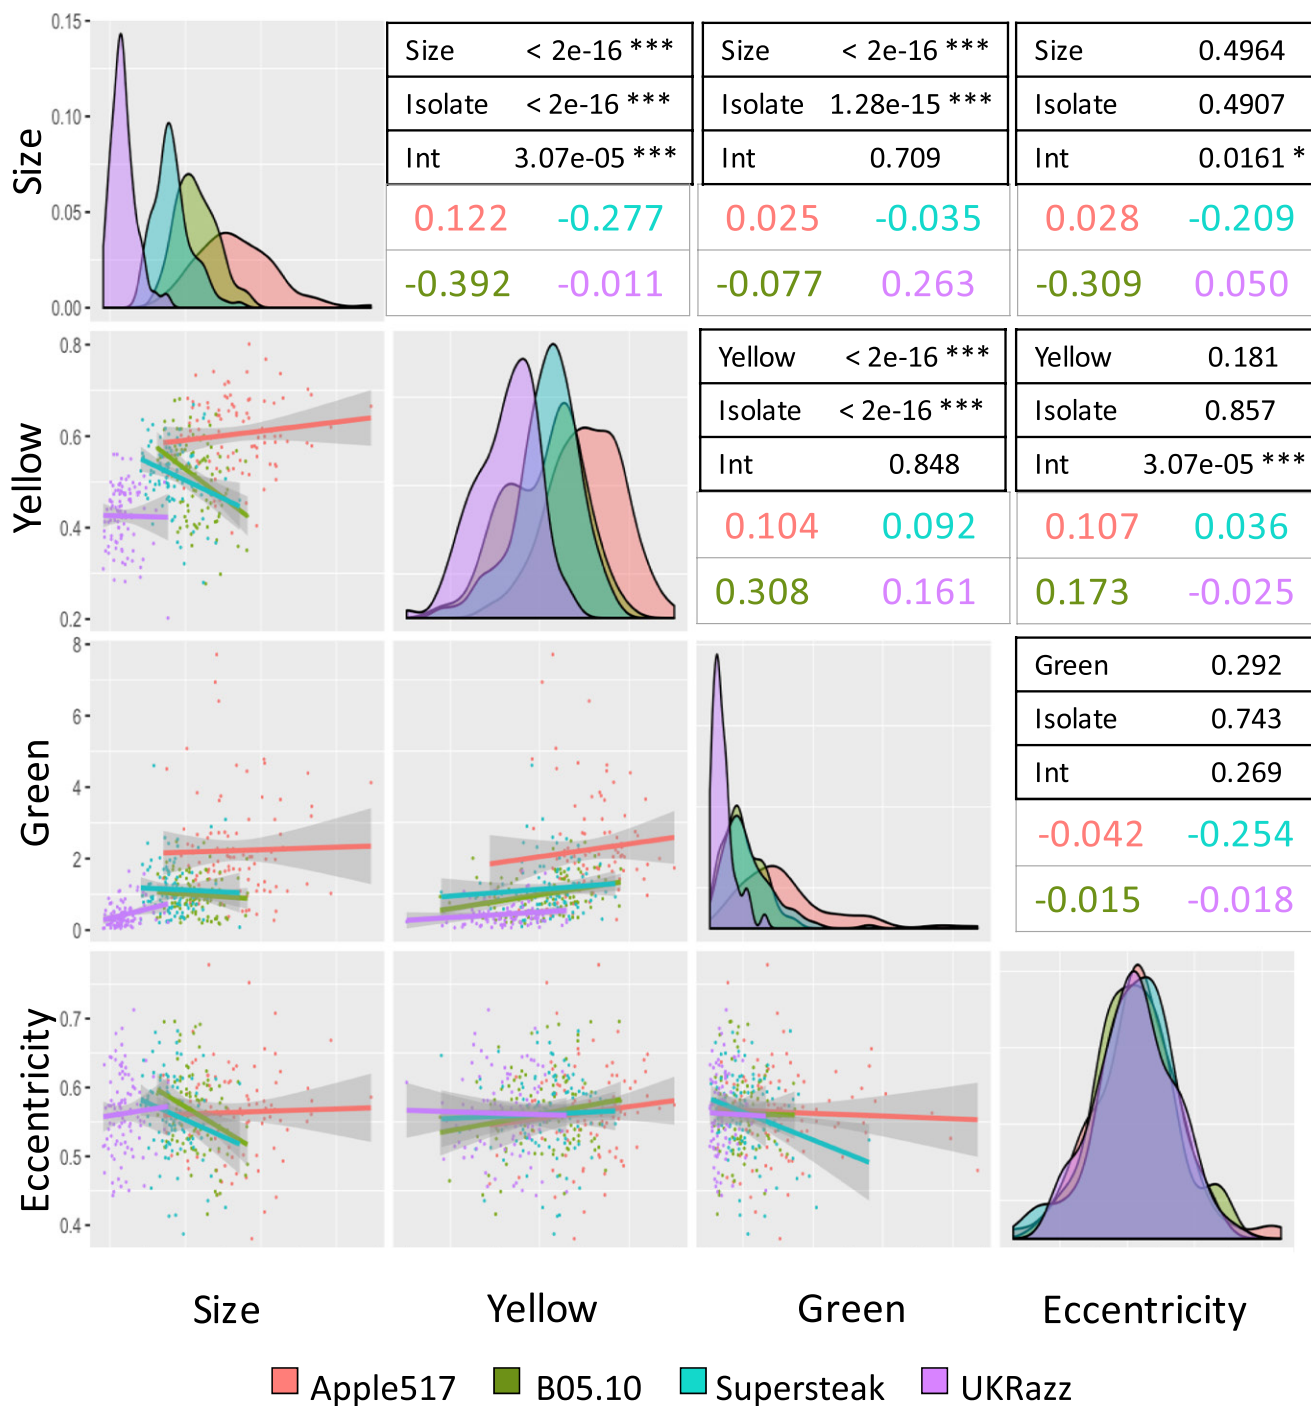 0.15
0.10
0.05
0.00
Size
Size < 2e-16 ***
Isolate < 2e-16 ***
Int 3.07e-05 ***
0.122 -0.277
-0.392 -0.011
Size < 2e-16 ***
Isolate 1.28e-15 ***
Int 0.709
0.025 -0.035
-0.077 0.263
Size 0.4964
Isolate 0.4907
Int 0.0161 *
0.028 -0.209
-0.309 0.050
0.8
0.6
0.4
0.2
Yellow
Yellow < 2e-16 ***
Isolate < 2e-16 ***
Int 0.848
0.104 0.092
0.308 0.161
Yellow 0.181
Isolate 0.857
Int 3.07e-05 ***
0.107 0.036
0.173 -0.025
8
6
4
2
0
Green
Green 0.292
Isolate 0.743
Int 0.269
-0.042 -0.254
-0.015 -0.018
0.7
0.6
0.5
0.4
Eccentricity
Size Yellow Green Eccentricity
Apple517 B05.10 Supersteak UKRazz